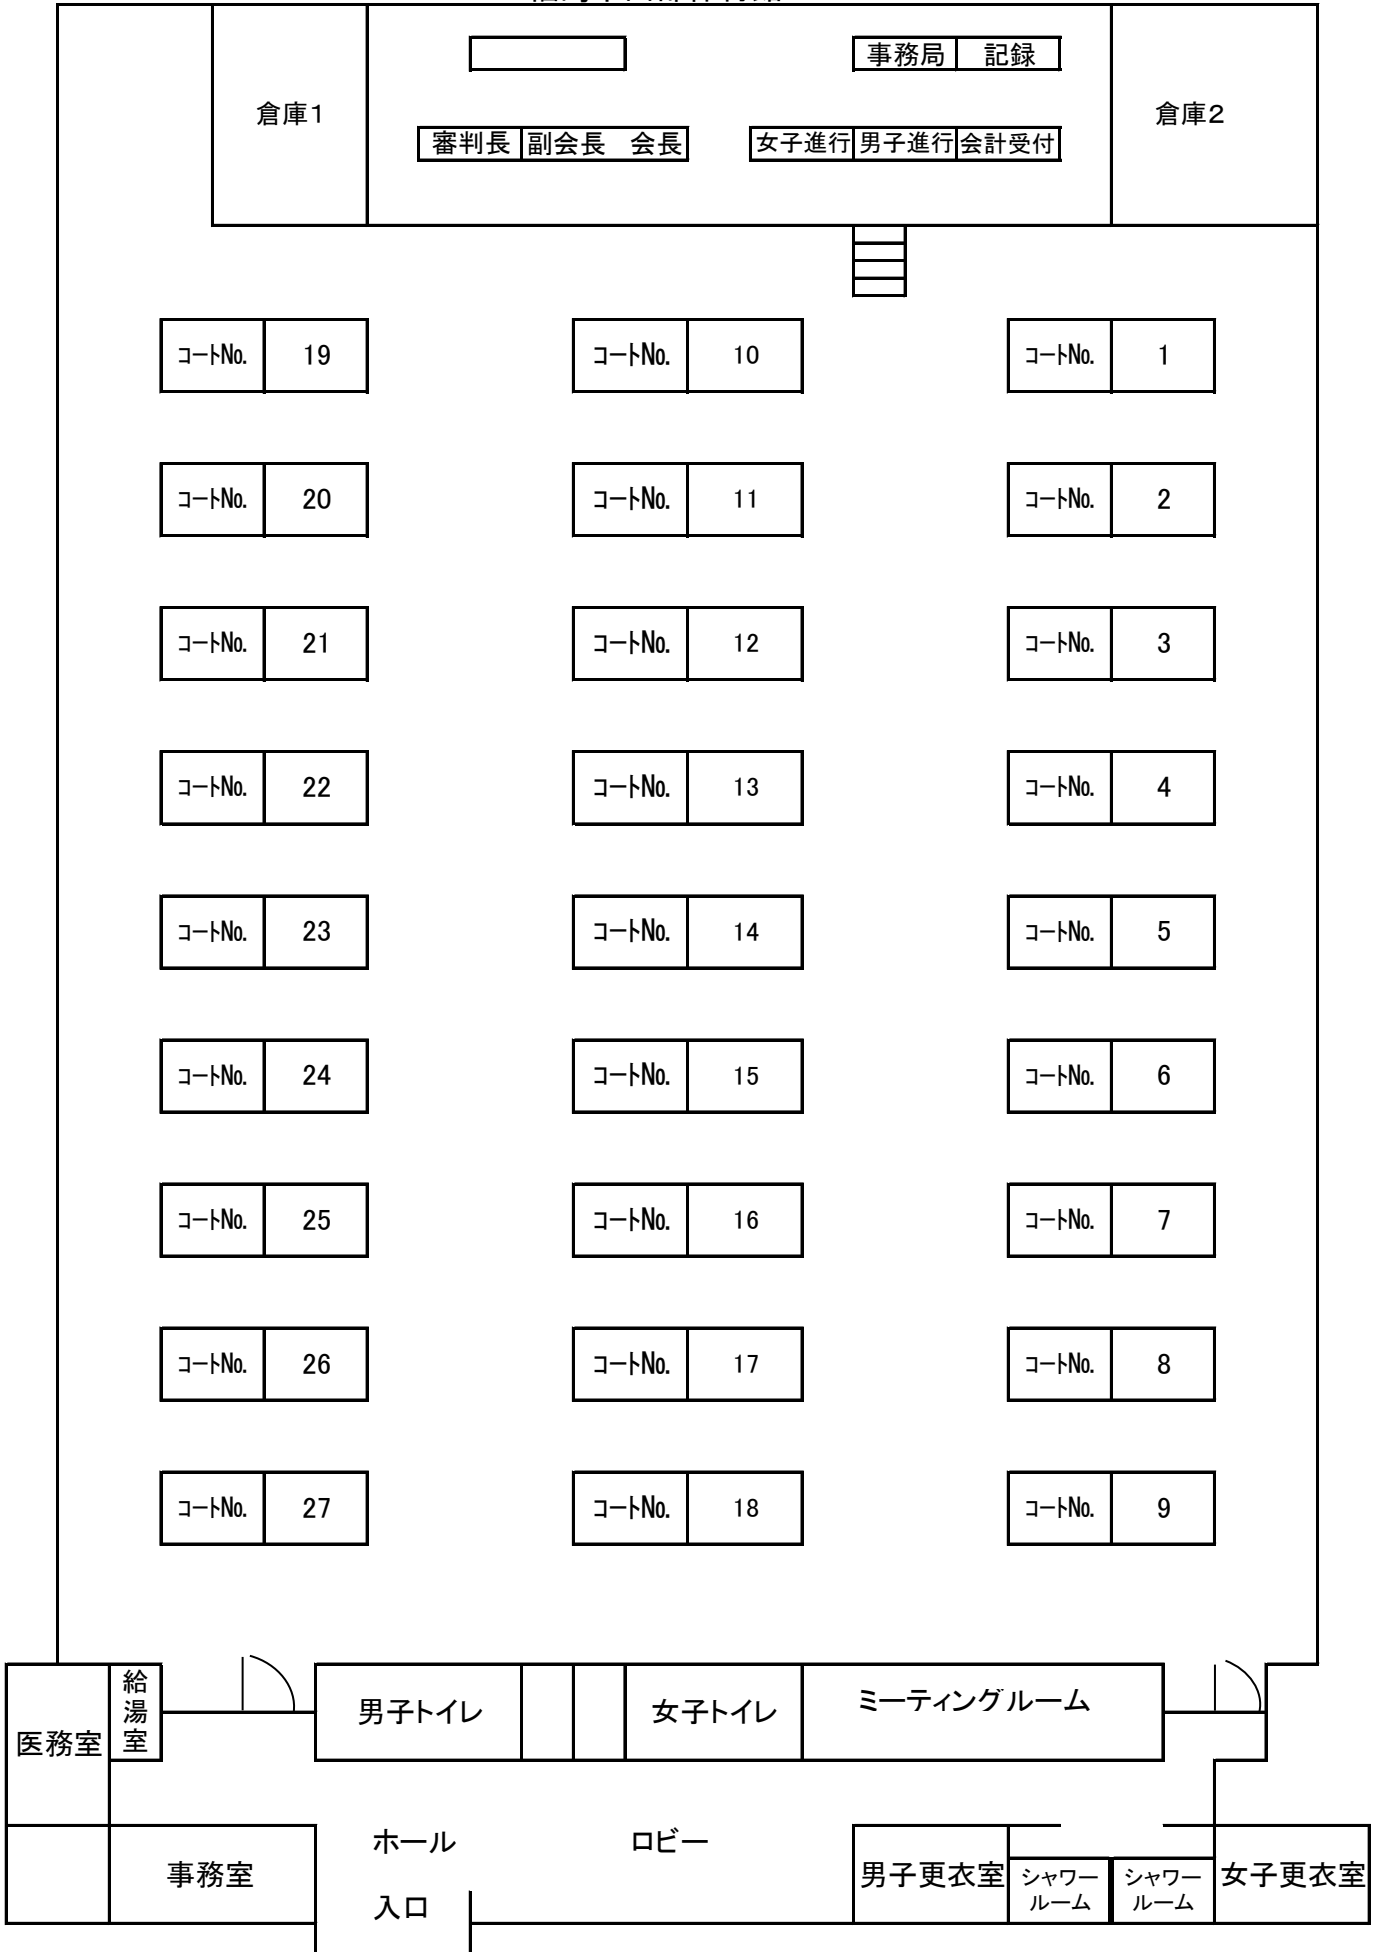 事務局 記録
倉庫1
倉庫2
審判長 副会長 会長 女子進行 男子進行 会計受付
コートNo. 19 コートNo. 10 コートNo. 1
コートNo. 20 コートNo. 11 コートNo. 2
コートNo. 21 コートNo. 12 コートNo. 3
コートNo. 22 コートNo. 13 コートNo. 4
コートNo. 23 コートNo. 14 コートNo. 5
コートNo. 24 コートNo. 15 コートNo. 6
コートNo. 25 コートNo. 16 コートNo. 7
コートNo. 26 コートNo. 17 コートNo. 8
コートNo. 27 コートNo. 18 コートNo. 9
給湯室
医務室
男子トイレ
女子トイレ
ミーティングルーム
ホール
ロビー
事務室
入口
男子更衣室
シャワー
ルーム
シャワー
ルーム
女子更衣室